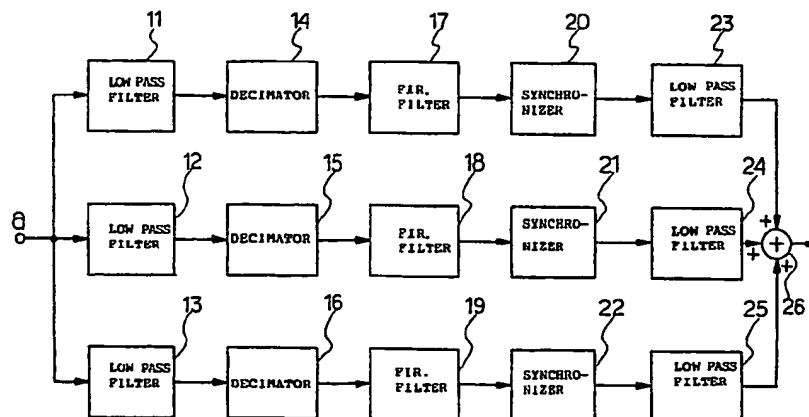 11 14 17 20 23
LOW PASS
FILTER
DECIMATOR
FIR.
FILTER
SYNCHRO-
NIZER
LOW PASS
FILTER
12 15 18 21 24
a
LOW PASS
FILTER
DECIMATOR
FIR.
FILTER
SYNCHRO-
NIZER
LOW PASS
FILTER
+
+
+
+
26
13 16 19 22 25
LOW PASS
FILTER
DECIMATOR
FIR.
FILTER
SYNCHRO-
NIZER
LOW PASS
FILTER